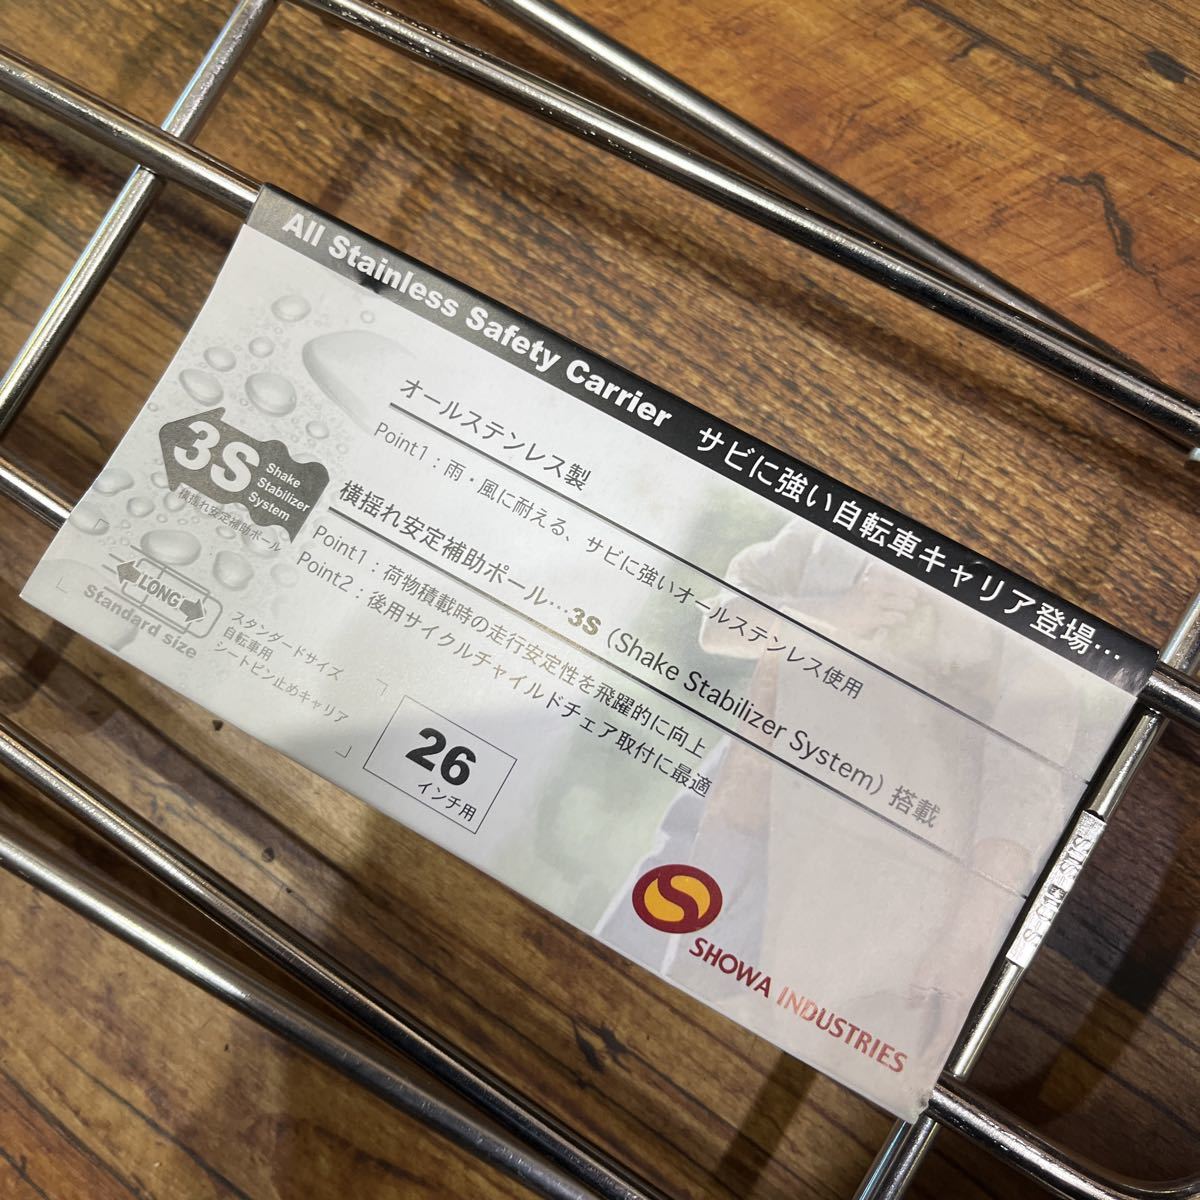 All Stainless Safety Carrier サビに強い自転車キャリア登場…
オールステンレス製
Point1：雨・風に耐える、サビに強いオールステンレス使用
横揺れ安定補助ポール…3S (Shake Stabilizer System) 搭載
Point1：荷物積載時の走行安定性を飛躍的に向上
Point2：後用サイクルチャイルドチェア取付に最適
3S
Shake
Stabilizer
System
横揺れ安定補助ポール
LONG
Standard size
スタンダードサイズ
自転車用
シートピン止めキャリア
26
インチ用
SHOWA INDUSTRIES